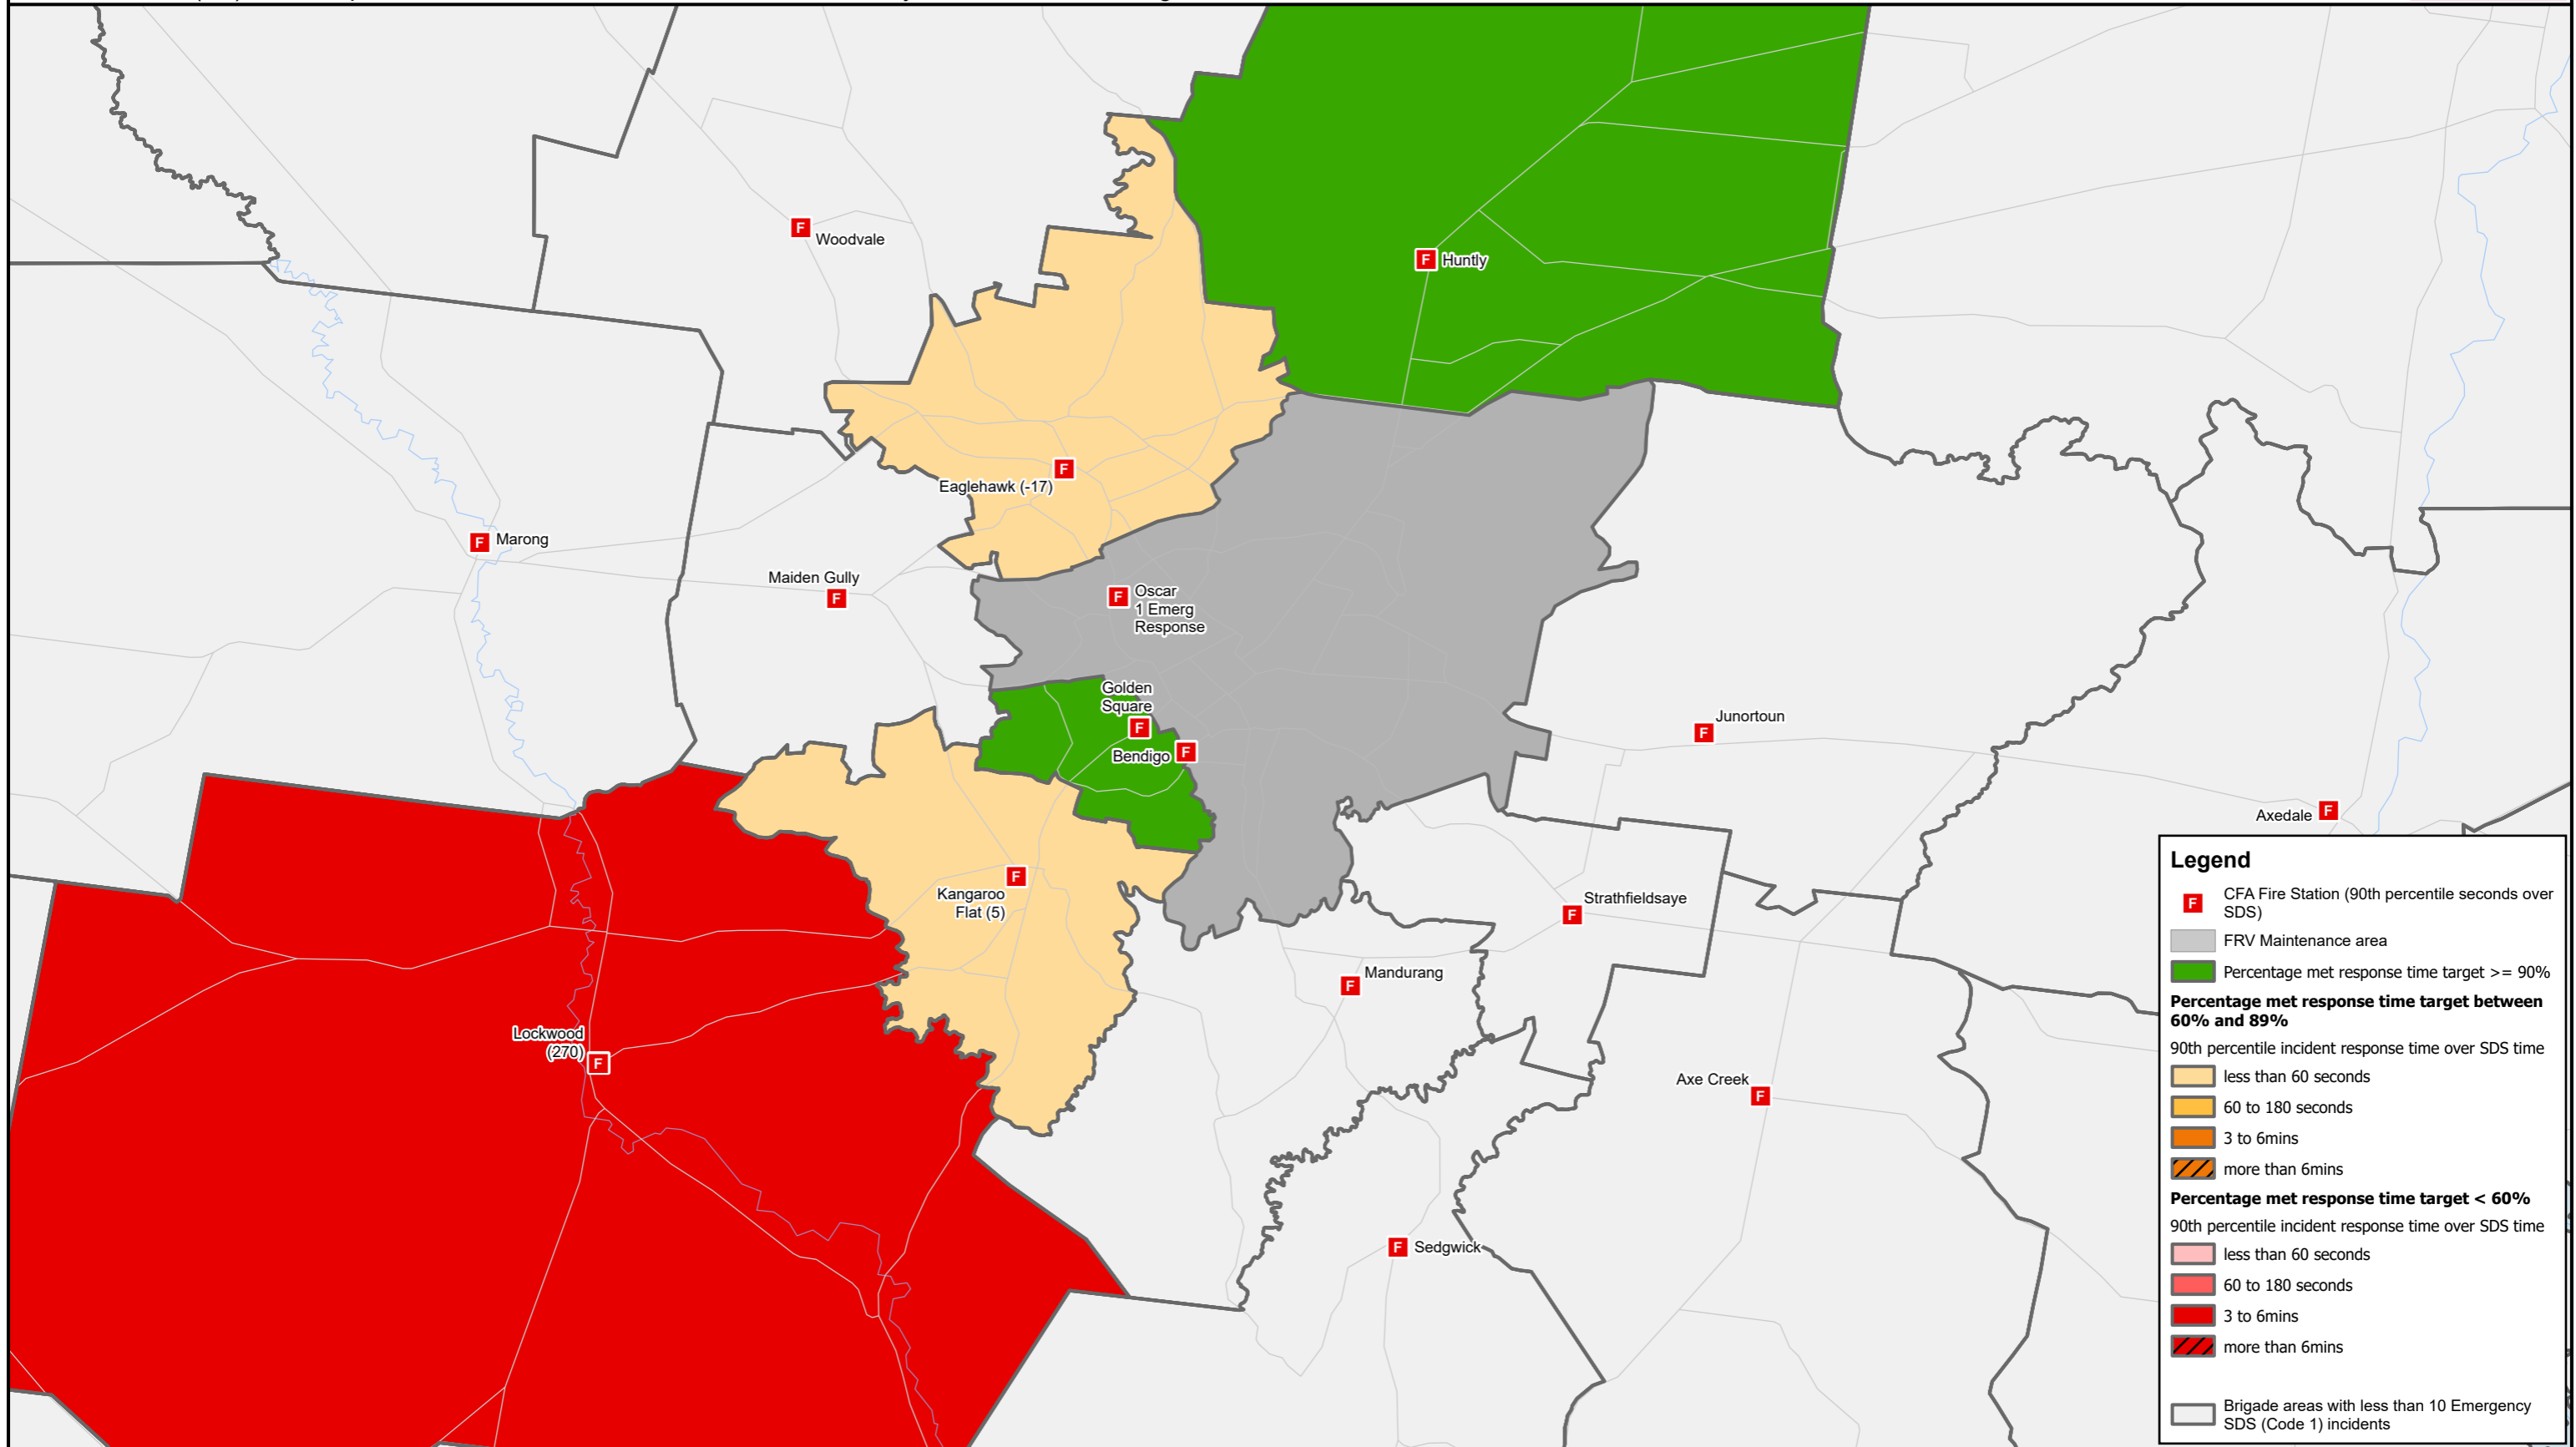 F
Woodvale
F
Huntly
F
Eaglehawk (-17)
F
Marong
Maiden Gully
F
F
Oscar
1 Emerg
Response
Golden
Square
F
Bendigo
F
Junortoun
F
Axedale
F
F
Kangaroo
Flat (5)
Strathfieldsaye
F
Mandurang
F
Lockwood
(270)
F
Axe Creek
F
F
Sedgwick
Legend
F
CFA Fire Station (90th percentile seconds over
SDS)
FRV Maintenance area
Percentage met response time target >= 90%
Percentage met response time target between
60% and 89%
90th percentile incident response time over SDS time
less than 60 seconds
60 to 180 seconds
3 to 6mins
more than 6mins
Percentage met response time target < 60%
90th percentile incident response time over SDS time
less than 60 seconds
60 to 180 seconds
3 to 6mins
more than 6mins
Brigade areas with less than 10 Emergency
SDS (Code 1) incidents